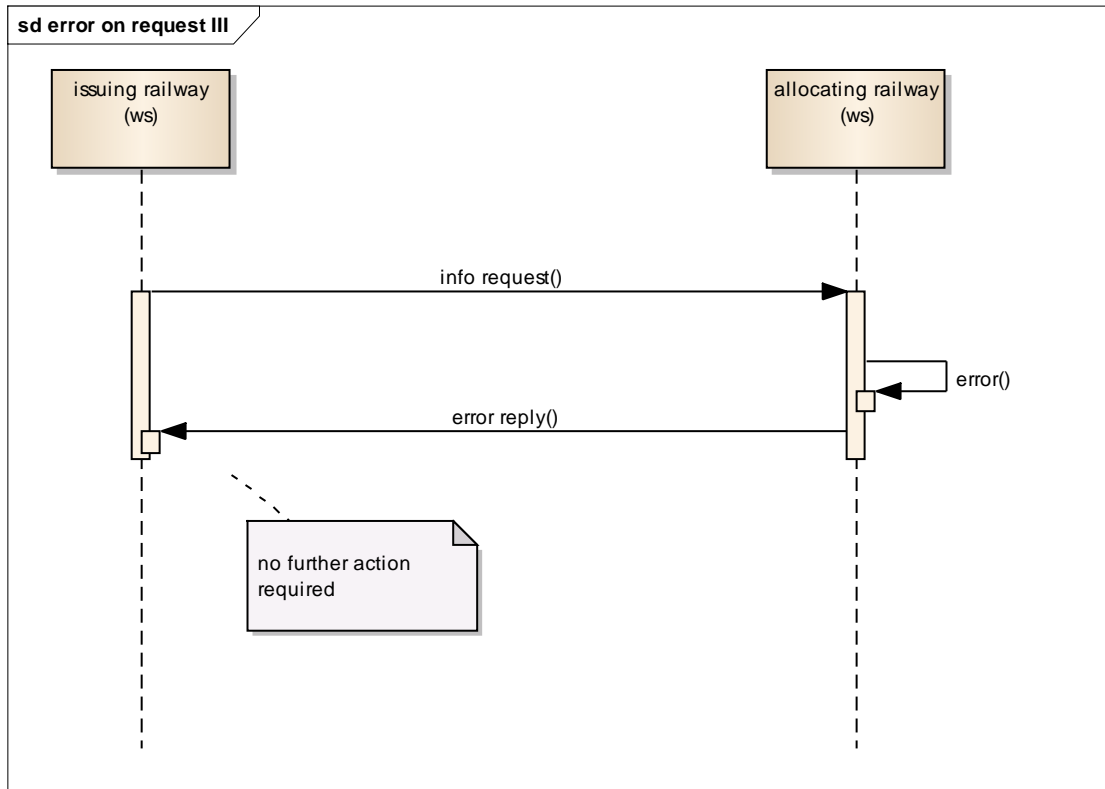 sd error on request III
issuing railway
(ws)
allocating railway
(ws)
info request()
error()
error reply()
no further action
required